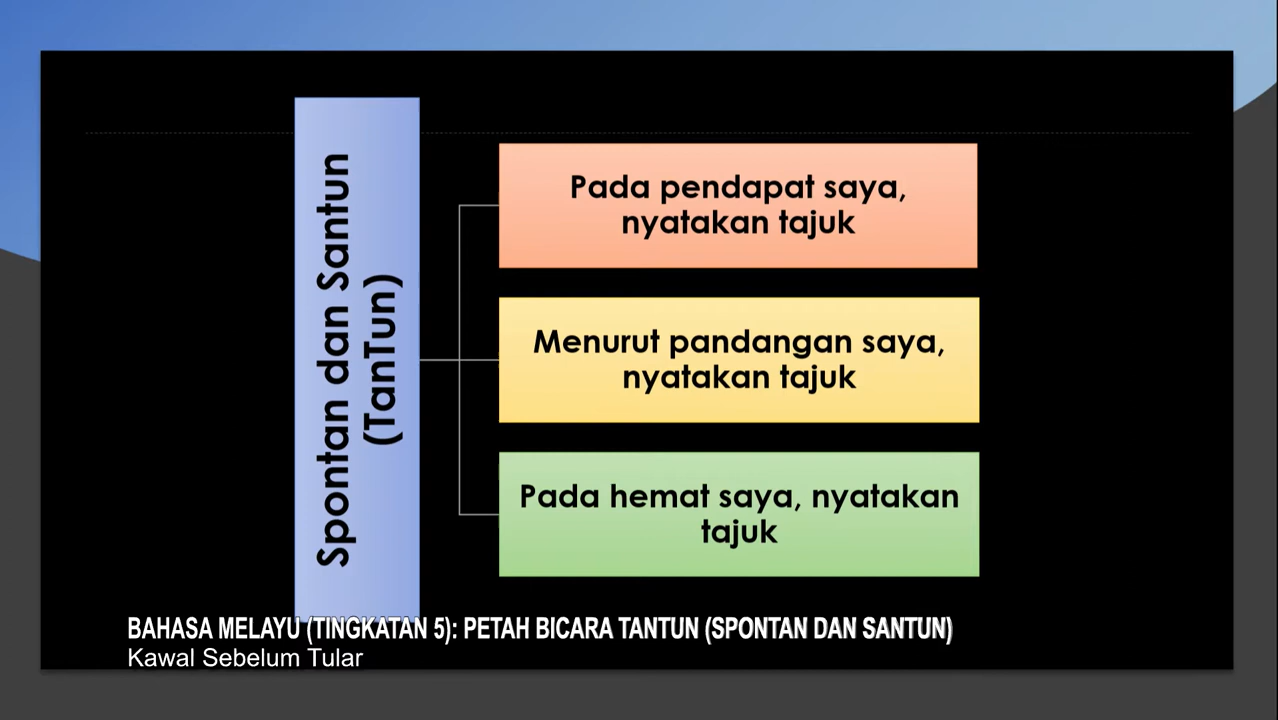 Spontan dan Santun
(TanTun)
Pada pendapat saya,
nyatakan tajuk
Menurut pandangan saya,
nyatakan tajuk
Pada hemat saya, nyatakan
tajuk
BAHASA MELAYU (TINGKATAN 5): PETAH BICARA TANTUN (SPONTAN DAN SANTUN)
Kawal Sebelum Tular